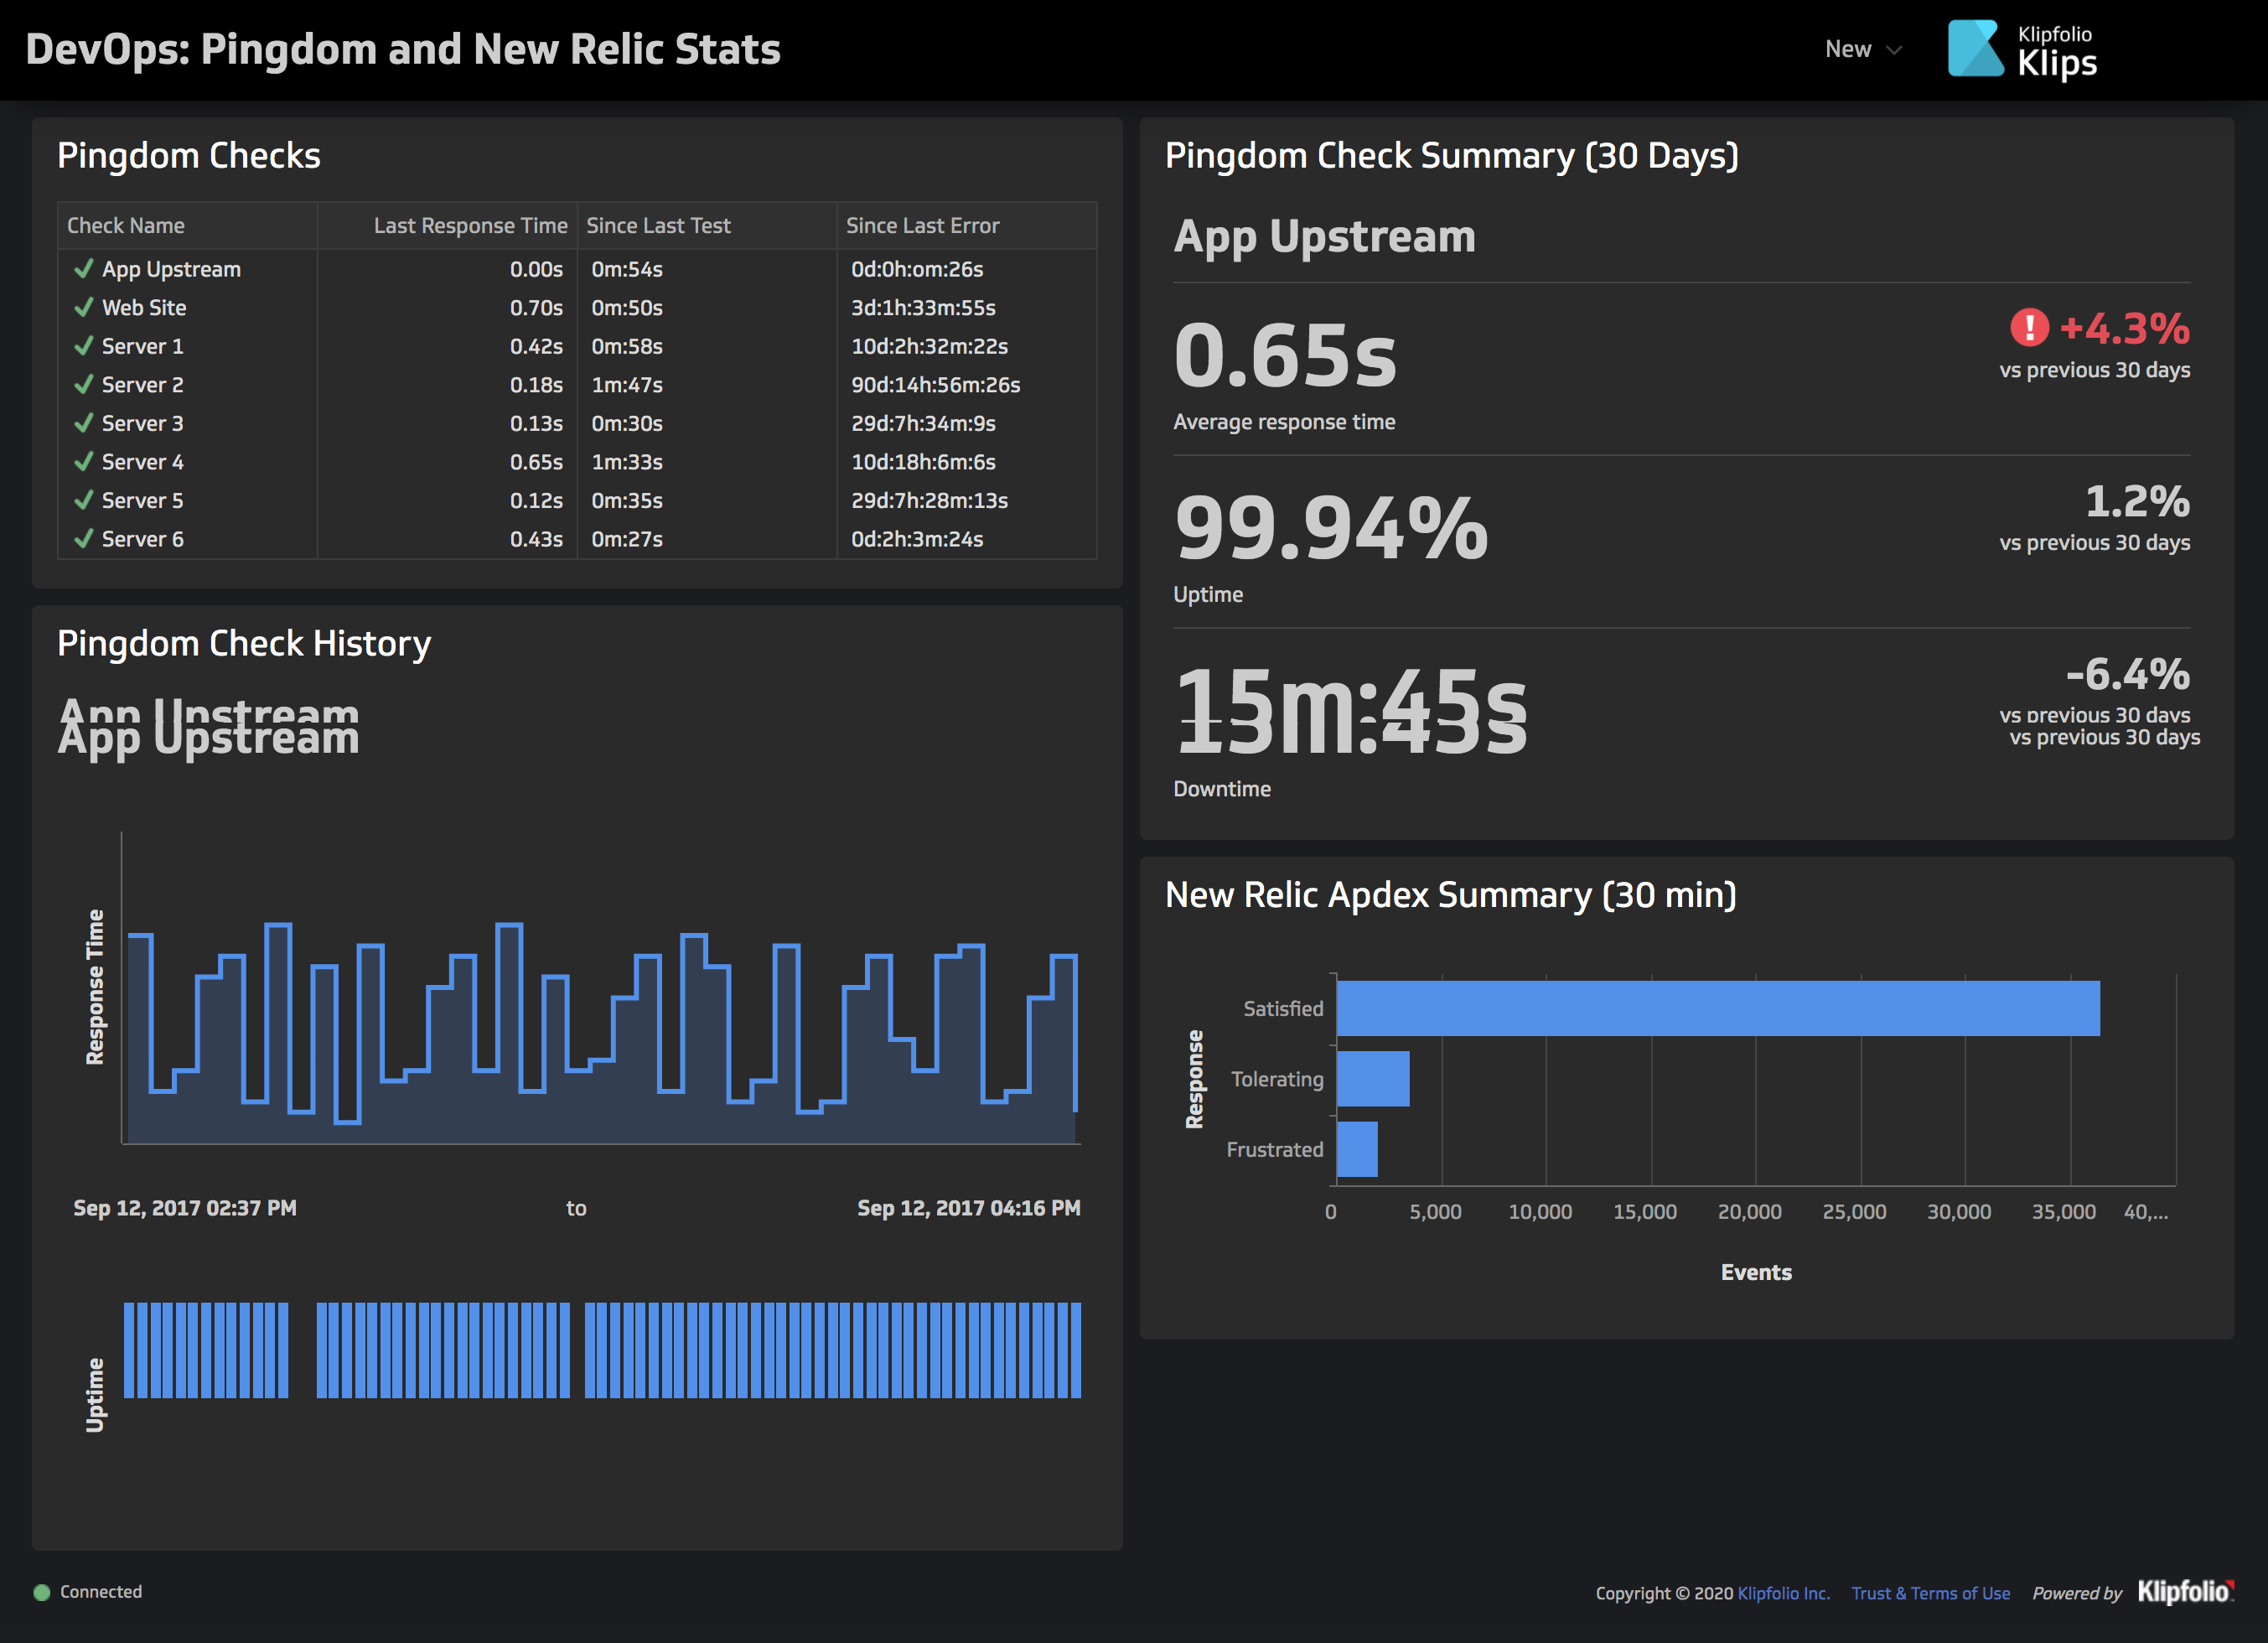 DevOps: Pingdom and New Relic Stats
New
Klipfolio
Klips
Pingdom Checks
Check Name Last Response Time Since Last Test Since Last Error
App Upstream 0.00s 0m:54s 0d:0h:om:26s
Web Site 0.70s 0m:50s 3d:1h:33m:55s
Server 1 0.42s 0m:58s 10d:2h:32m:22s
Server 2 0.18s 1m:47s 90d:14h:56m:26s
Server 3 0.13s 0m:30s 29d:7h:34m:9s
Server 4 0.65s 1m:33s 10d:18h:6m:6s
Server 5 0.12s 0m:35s 29d:7h:28m:13s
Server 6 0.43s 0m:27s 0d:2h:3m:24s
Pingdom Check Summary (30 Days)
App Upstream
0.65s
+4.3%
vs previous 30 days
Average response time
99.94%
1.2%
vs previous 30 days
Uptime
15m:45s
-6.4%
vs previous 30 days
vs previous 30 days
Downtime
Pingdom Check History
App Upstream
App Upstream
Response Time
Sep 12, 2017 02:37 PM to Sep 12, 2017 04:16 PM
Uptime
New Relic Apdex Summary (30 min)
Response
Satisfied
Tolerating
Frustrated
0 5,000 10,000 15,000 20,000 25,000 30,000 35,000 40,...
Events
Connected
Copyright © 2020 Klipfolio Inc. Trust & Terms of Use Powered by Klipfolio